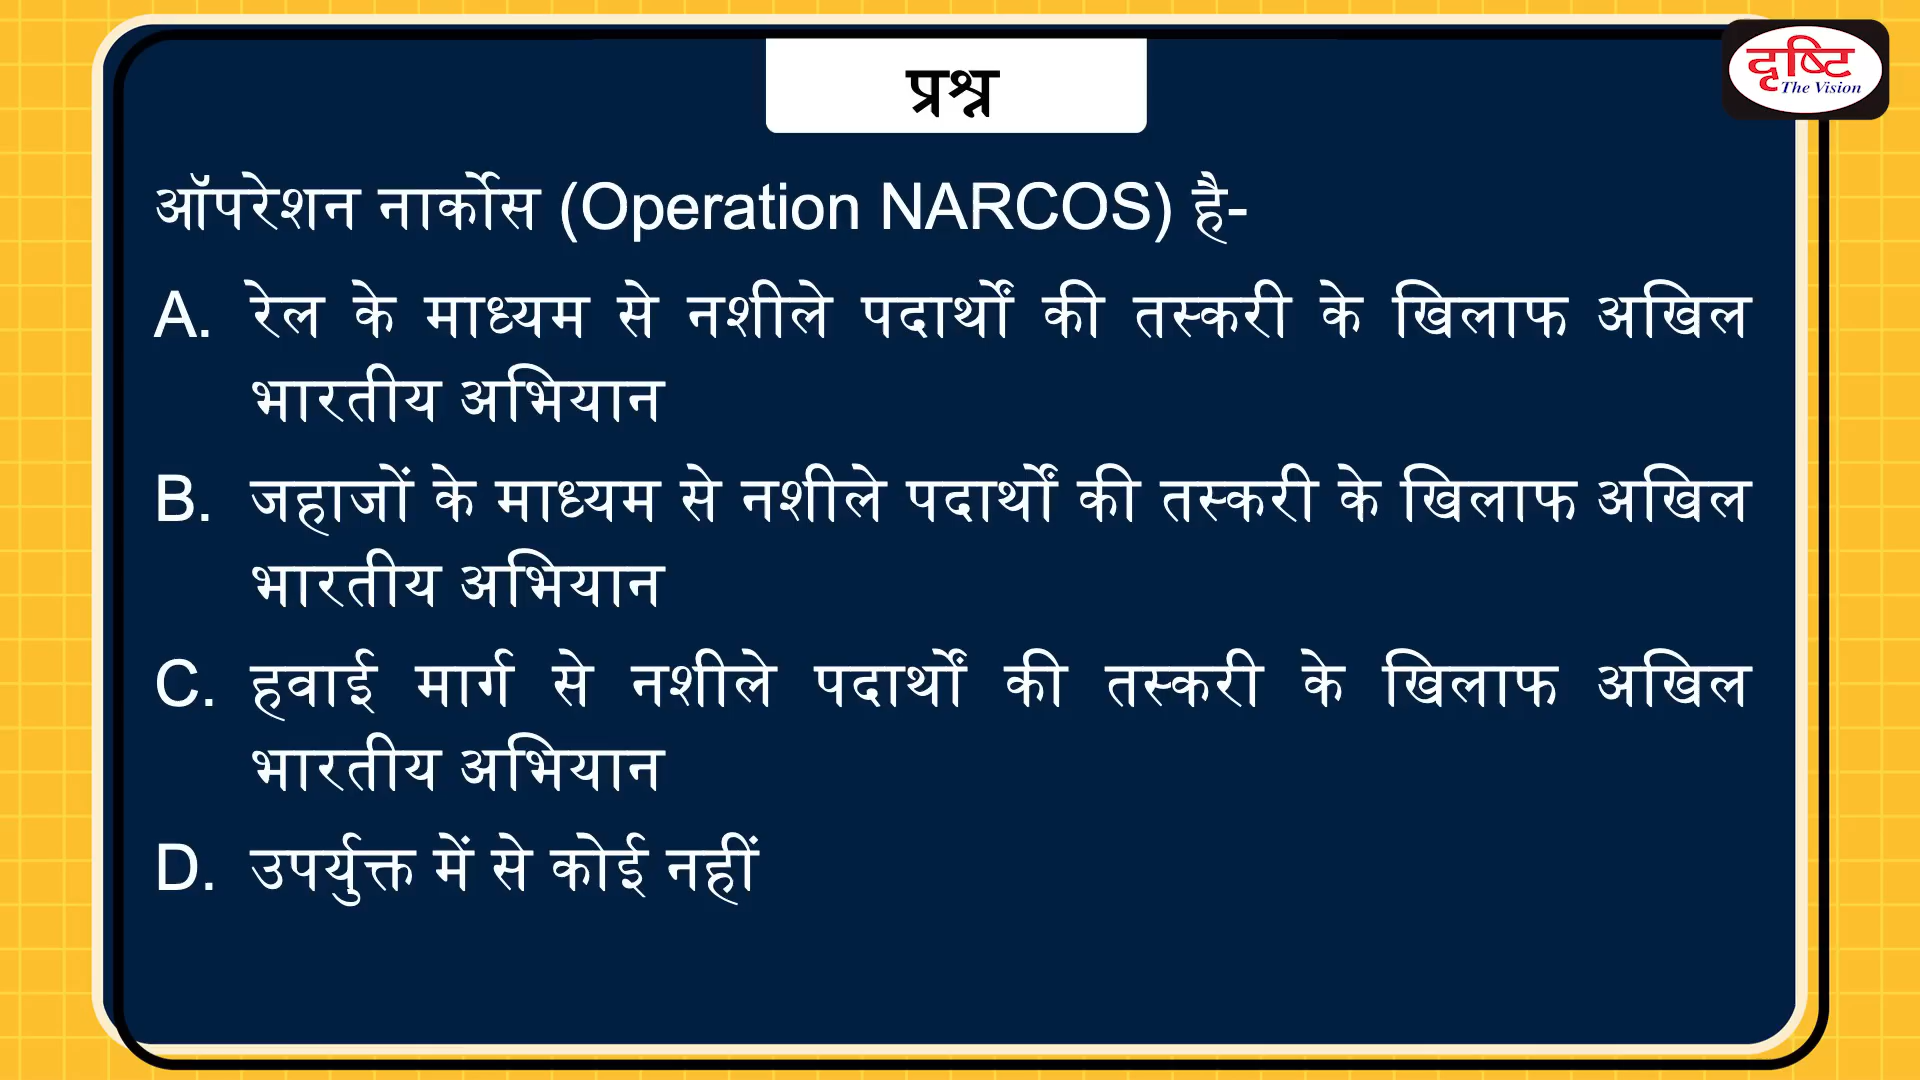 प्रश्न
दृष्टि
The Vision
ऑपरेशन नार्कोस (Operation NARCOS) है-
A. रेल के माध्यम से नशीले पदार्थों की तस्करी के खिलाफ अखिल
भारतीय अभियान
B. जहाजों के माध्यम से नशीले पदार्थों की तस्करी के खिलाफ अखिल
भारतीय अभियान
C. हवाई मार्ग से नशीले पदार्थों की तस्करी के खिलाफ अखिल
भारतीय अभियान
D. उपर्युक्त में से कोई नहीं